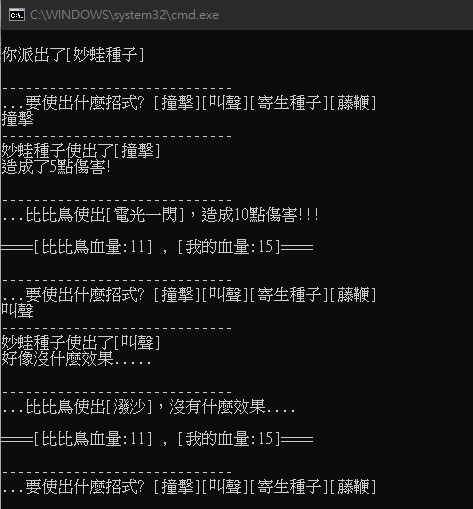 C:\WINDOWS\system32\cmd.exe
你派出了[妙蛙種子]
-----------------------------
...要使出什麼招式? [撞擊][叫聲][寄生種子][藤鞭]
撞擊
-----------------------------
妙蛙種子使出了[撞擊]
造成了5點傷害!
-----------------------------
...比比鳥使出[電光一閃]，造成10點傷害!!!
====[比比鳥血量:11] , [我的血量:15]====
-----------------------------
...要使出什麼招式? [撞擊][叫聲][寄生種子][藤鞭]
叫聲
-----------------------------
妙蛙種子使出了[叫聲]
好像沒什麼效果.....
-----------------------------
...比比鳥使出[潑沙]，沒有什麼效果....
====[比比鳥血量:11] , [我的血量:15]====
-----------------------------
...要使出什麼招式? [撞擊][叫聲][寄生種子][藤鞭]